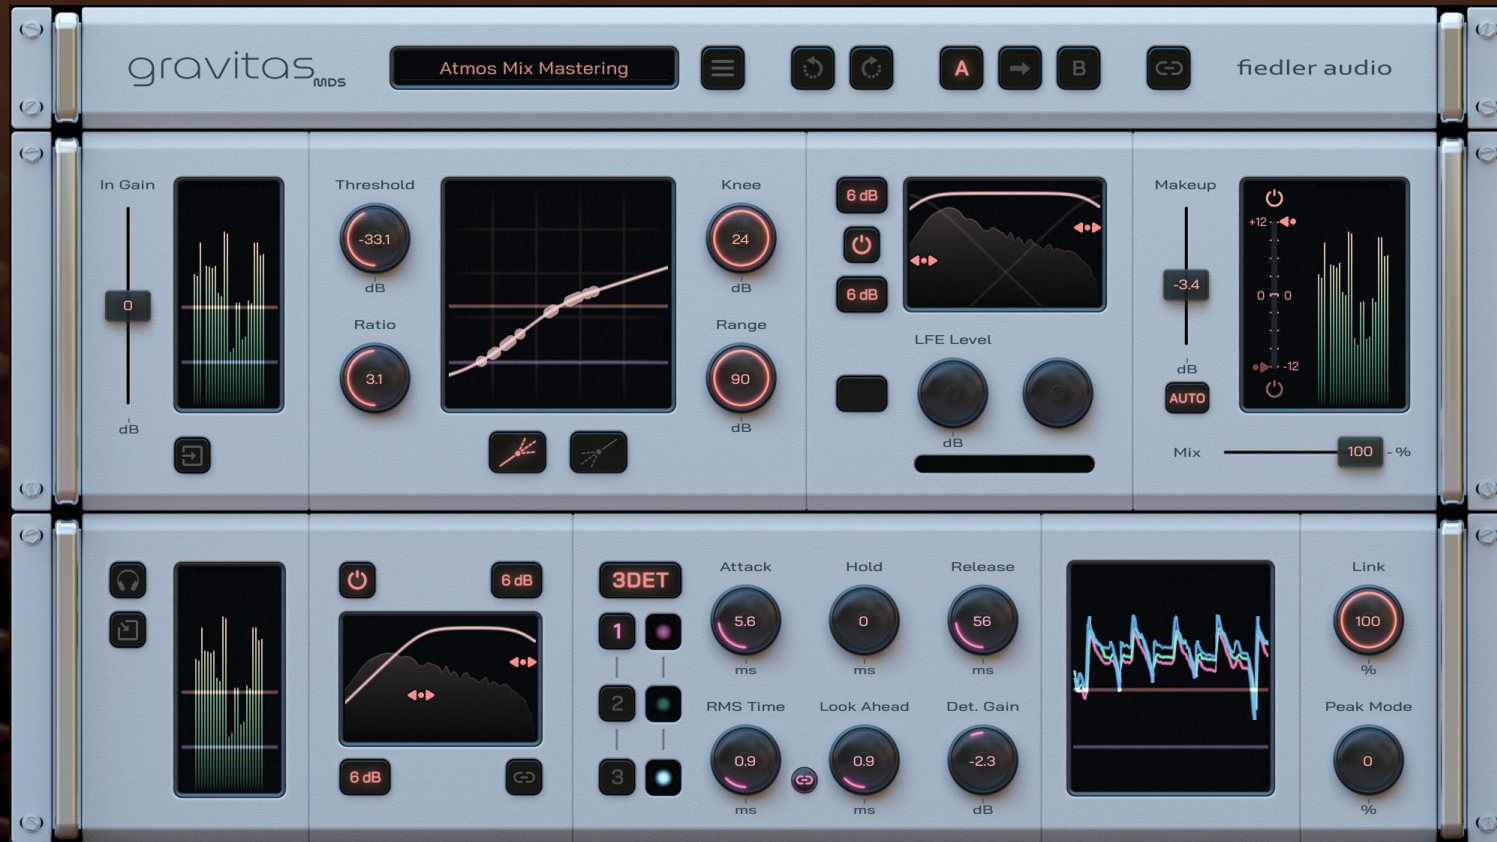 gravitas MDS
Atmos Mix Mastering
A
B
fiedler audio
In Gain
0
dB
Threshold
-33.1
dB
Ratio
3.1
Knee
24
dB
Range
90
dB
6 dB
6 dB
LFE Level
dB
Makeup
-3.4
dB
AUTO
+12
0 0
-12
Mix
100 - %
6 dB
6 dB
3DET
1
2
3
Attack
5.6
ms
Hold
0
ms
Release
56
ms
RMS Time
0.9
ms
Look Ahead
0.9
ms
Det. Gain
-2.3
dB
Link
100
%
Peak Mode
0
%